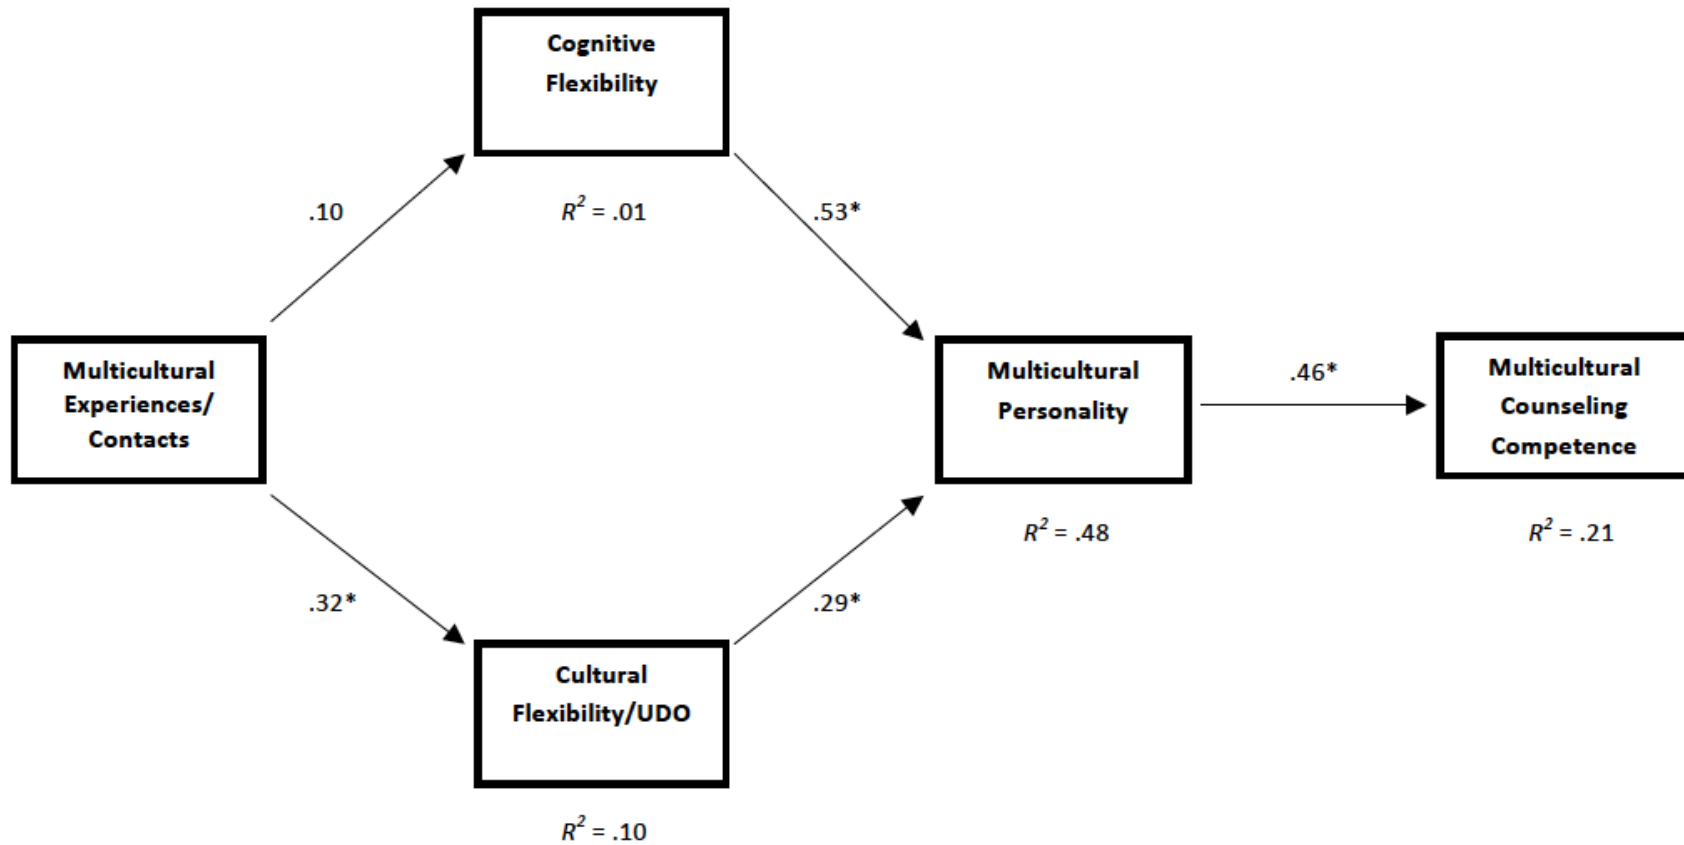 Cognitive
Flexibility
R² = .01
.10
.53*
Multicultural
Experiences/
Contacts
Multicultural
Personality
R² = .48
.46*
Multicultural
Counseling
Competence
R² = .21
.32*
.29*
Cultural
Flexibility/UDO
R² = .10